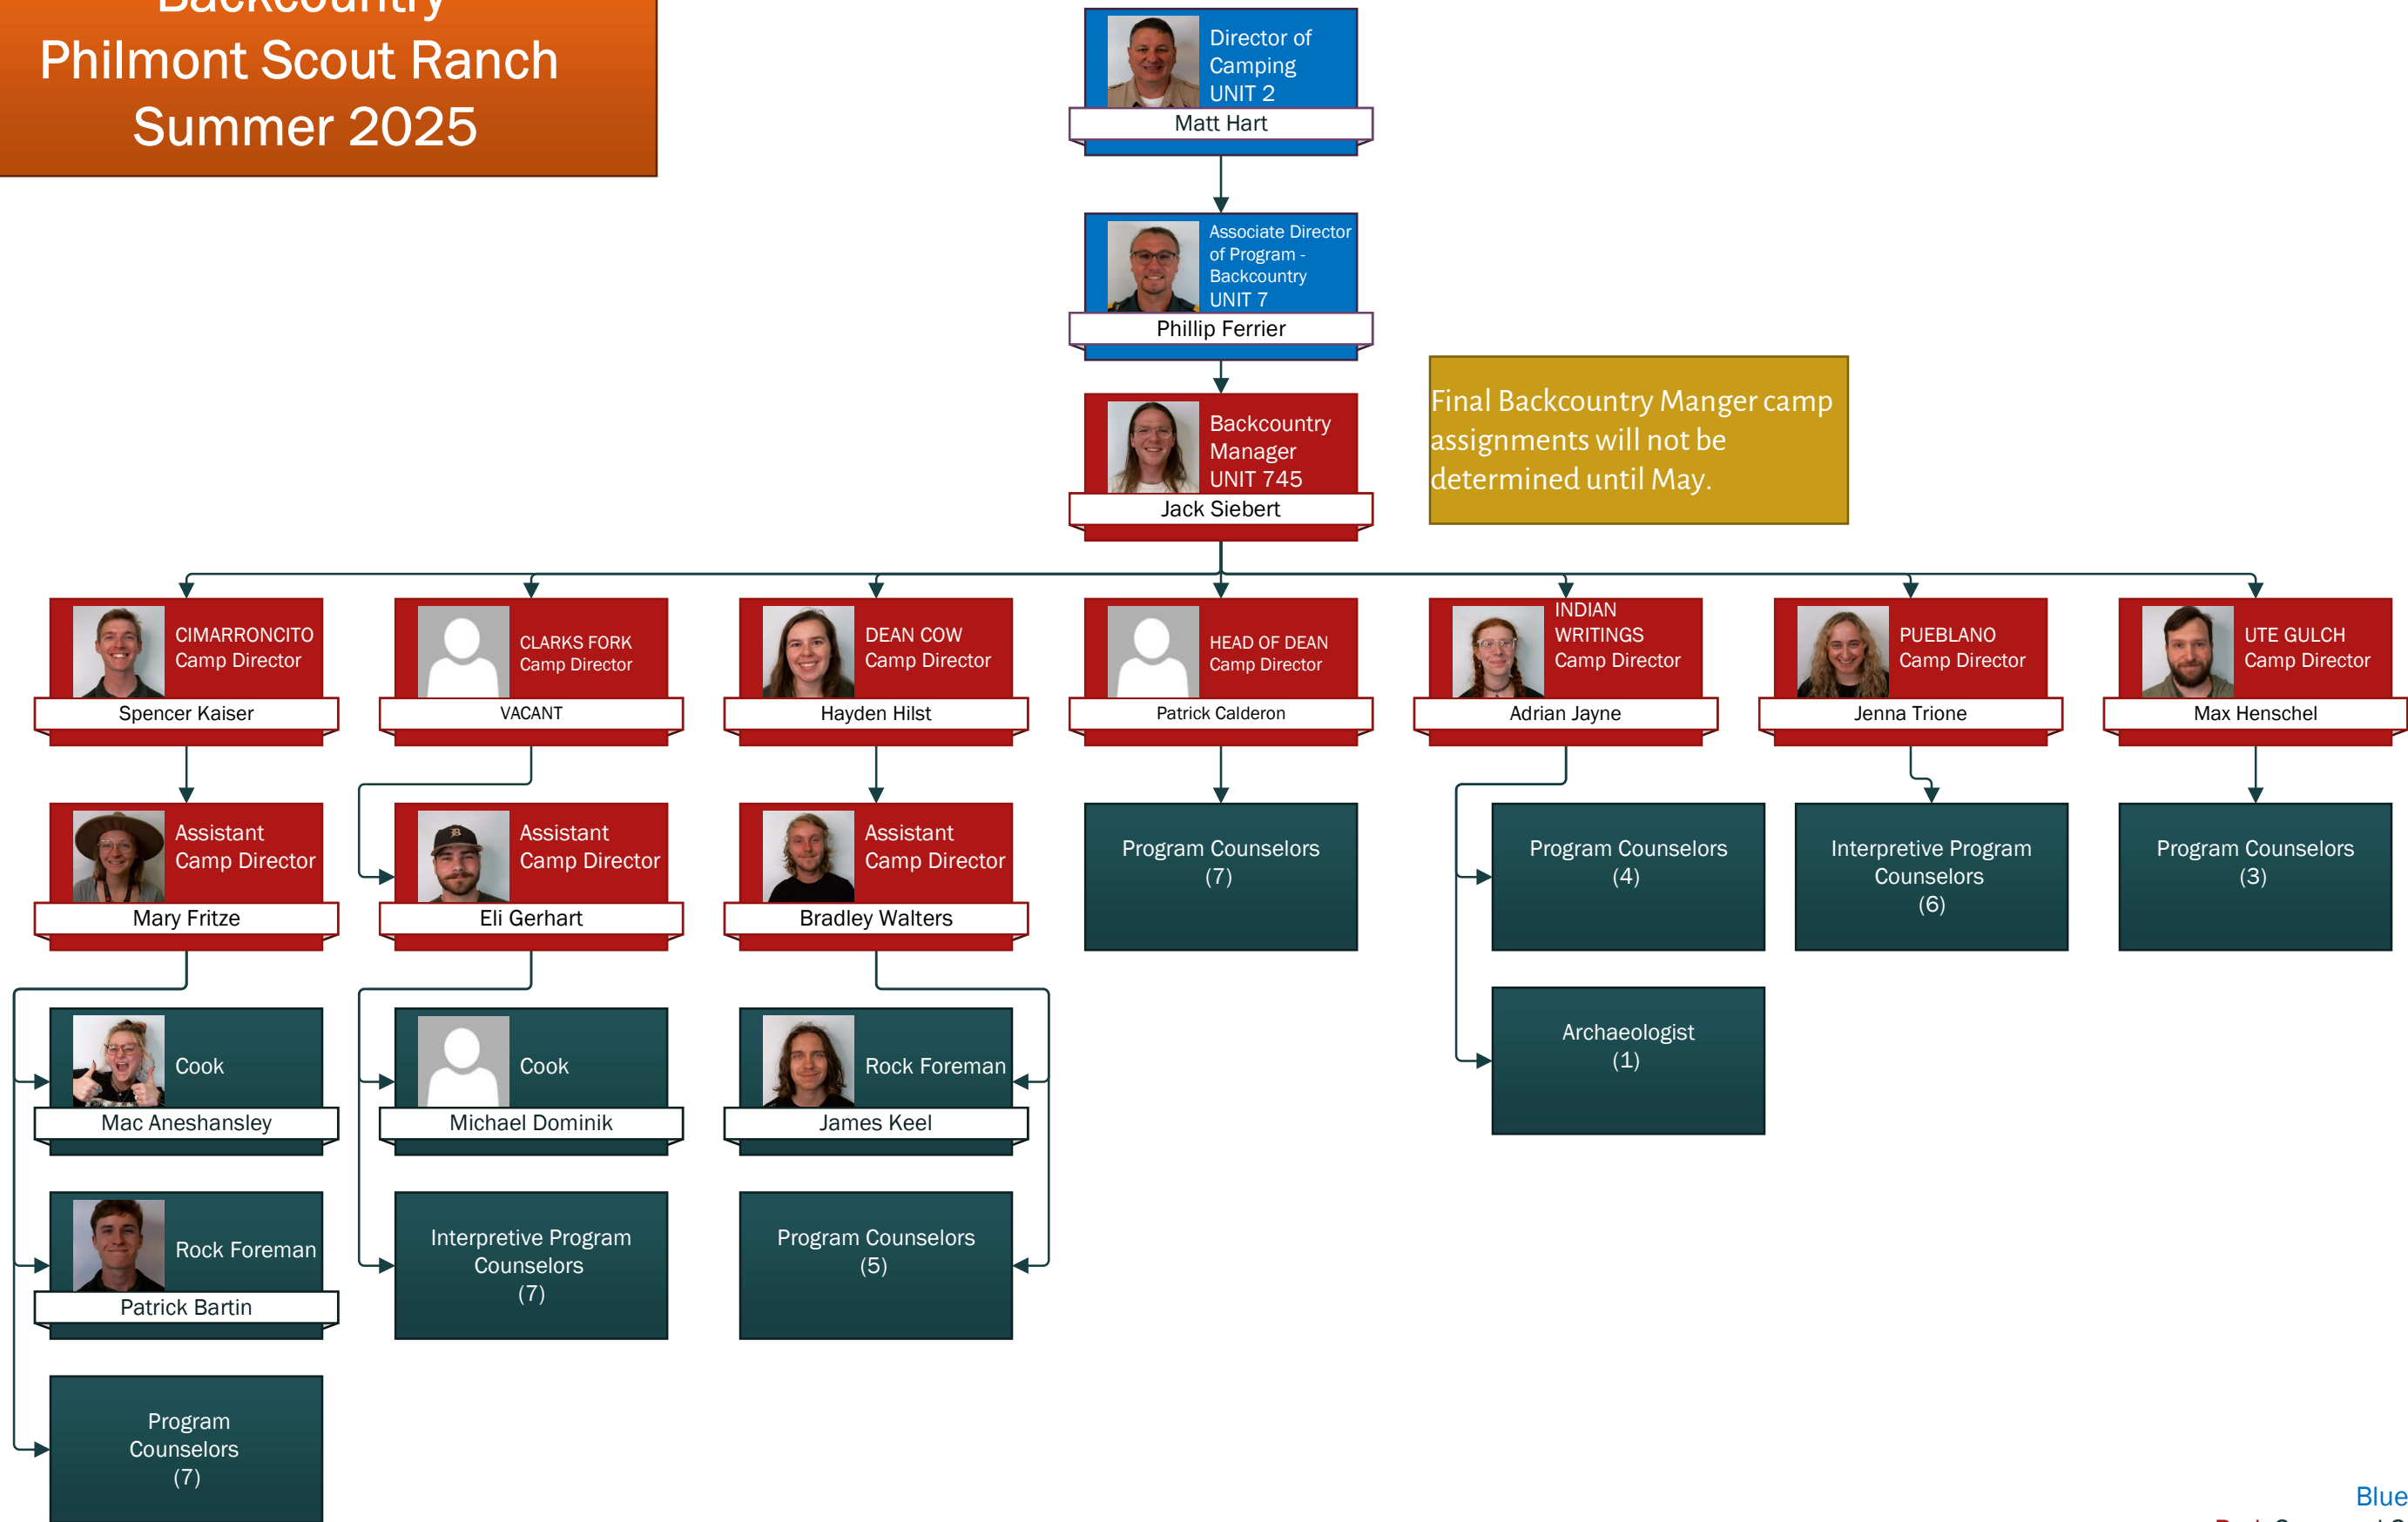 Backcountry
Philmont Scout Ranch
Summer 2025
Director of
Camping
UNIT 2
Matt Hart
Associate Director
of Program -
Backcountry
UNIT 7
Phillip Ferrier
Backcountry
Manager
UNIT 745
Jack Siebert
Final Backcountry Manger camp
assignments will not be
determined until May.
CIMARRONCITO
Camp Director
Spencer Kaiser
CLARKS FORK
Camp Director
VACANT
DEAN COW
Camp Director
Hayden Hilst
HEAD OF DEAN
Camp Director
Patrick Calderon
INDIAN
WRITINGS
Camp Director
Adrian Jayne
PUEBLANO
Camp Director
Jenna Trione
UTE GULCH
Camp Director
Max Henschel
Assistant
Camp Director
Mary Fritze
Assistant
Camp Director
Eli Gerhart
Assistant
Camp Director
Bradley Walters
Program Counselors
(7)
Program Counselors
(4)
Interpretive Program
Counselors
(6)
Program Counselors
(3)
Cook
Mac Aneshansley
Cook
Michael Dominik
Rock Foreman
James Keel
Archaeologist
(1)
Rock Foreman
Patrick Bartin
Interpretive Program
Counselors
(7)
Program Counselors
(5)
Program
Counselors
(7)
Blue